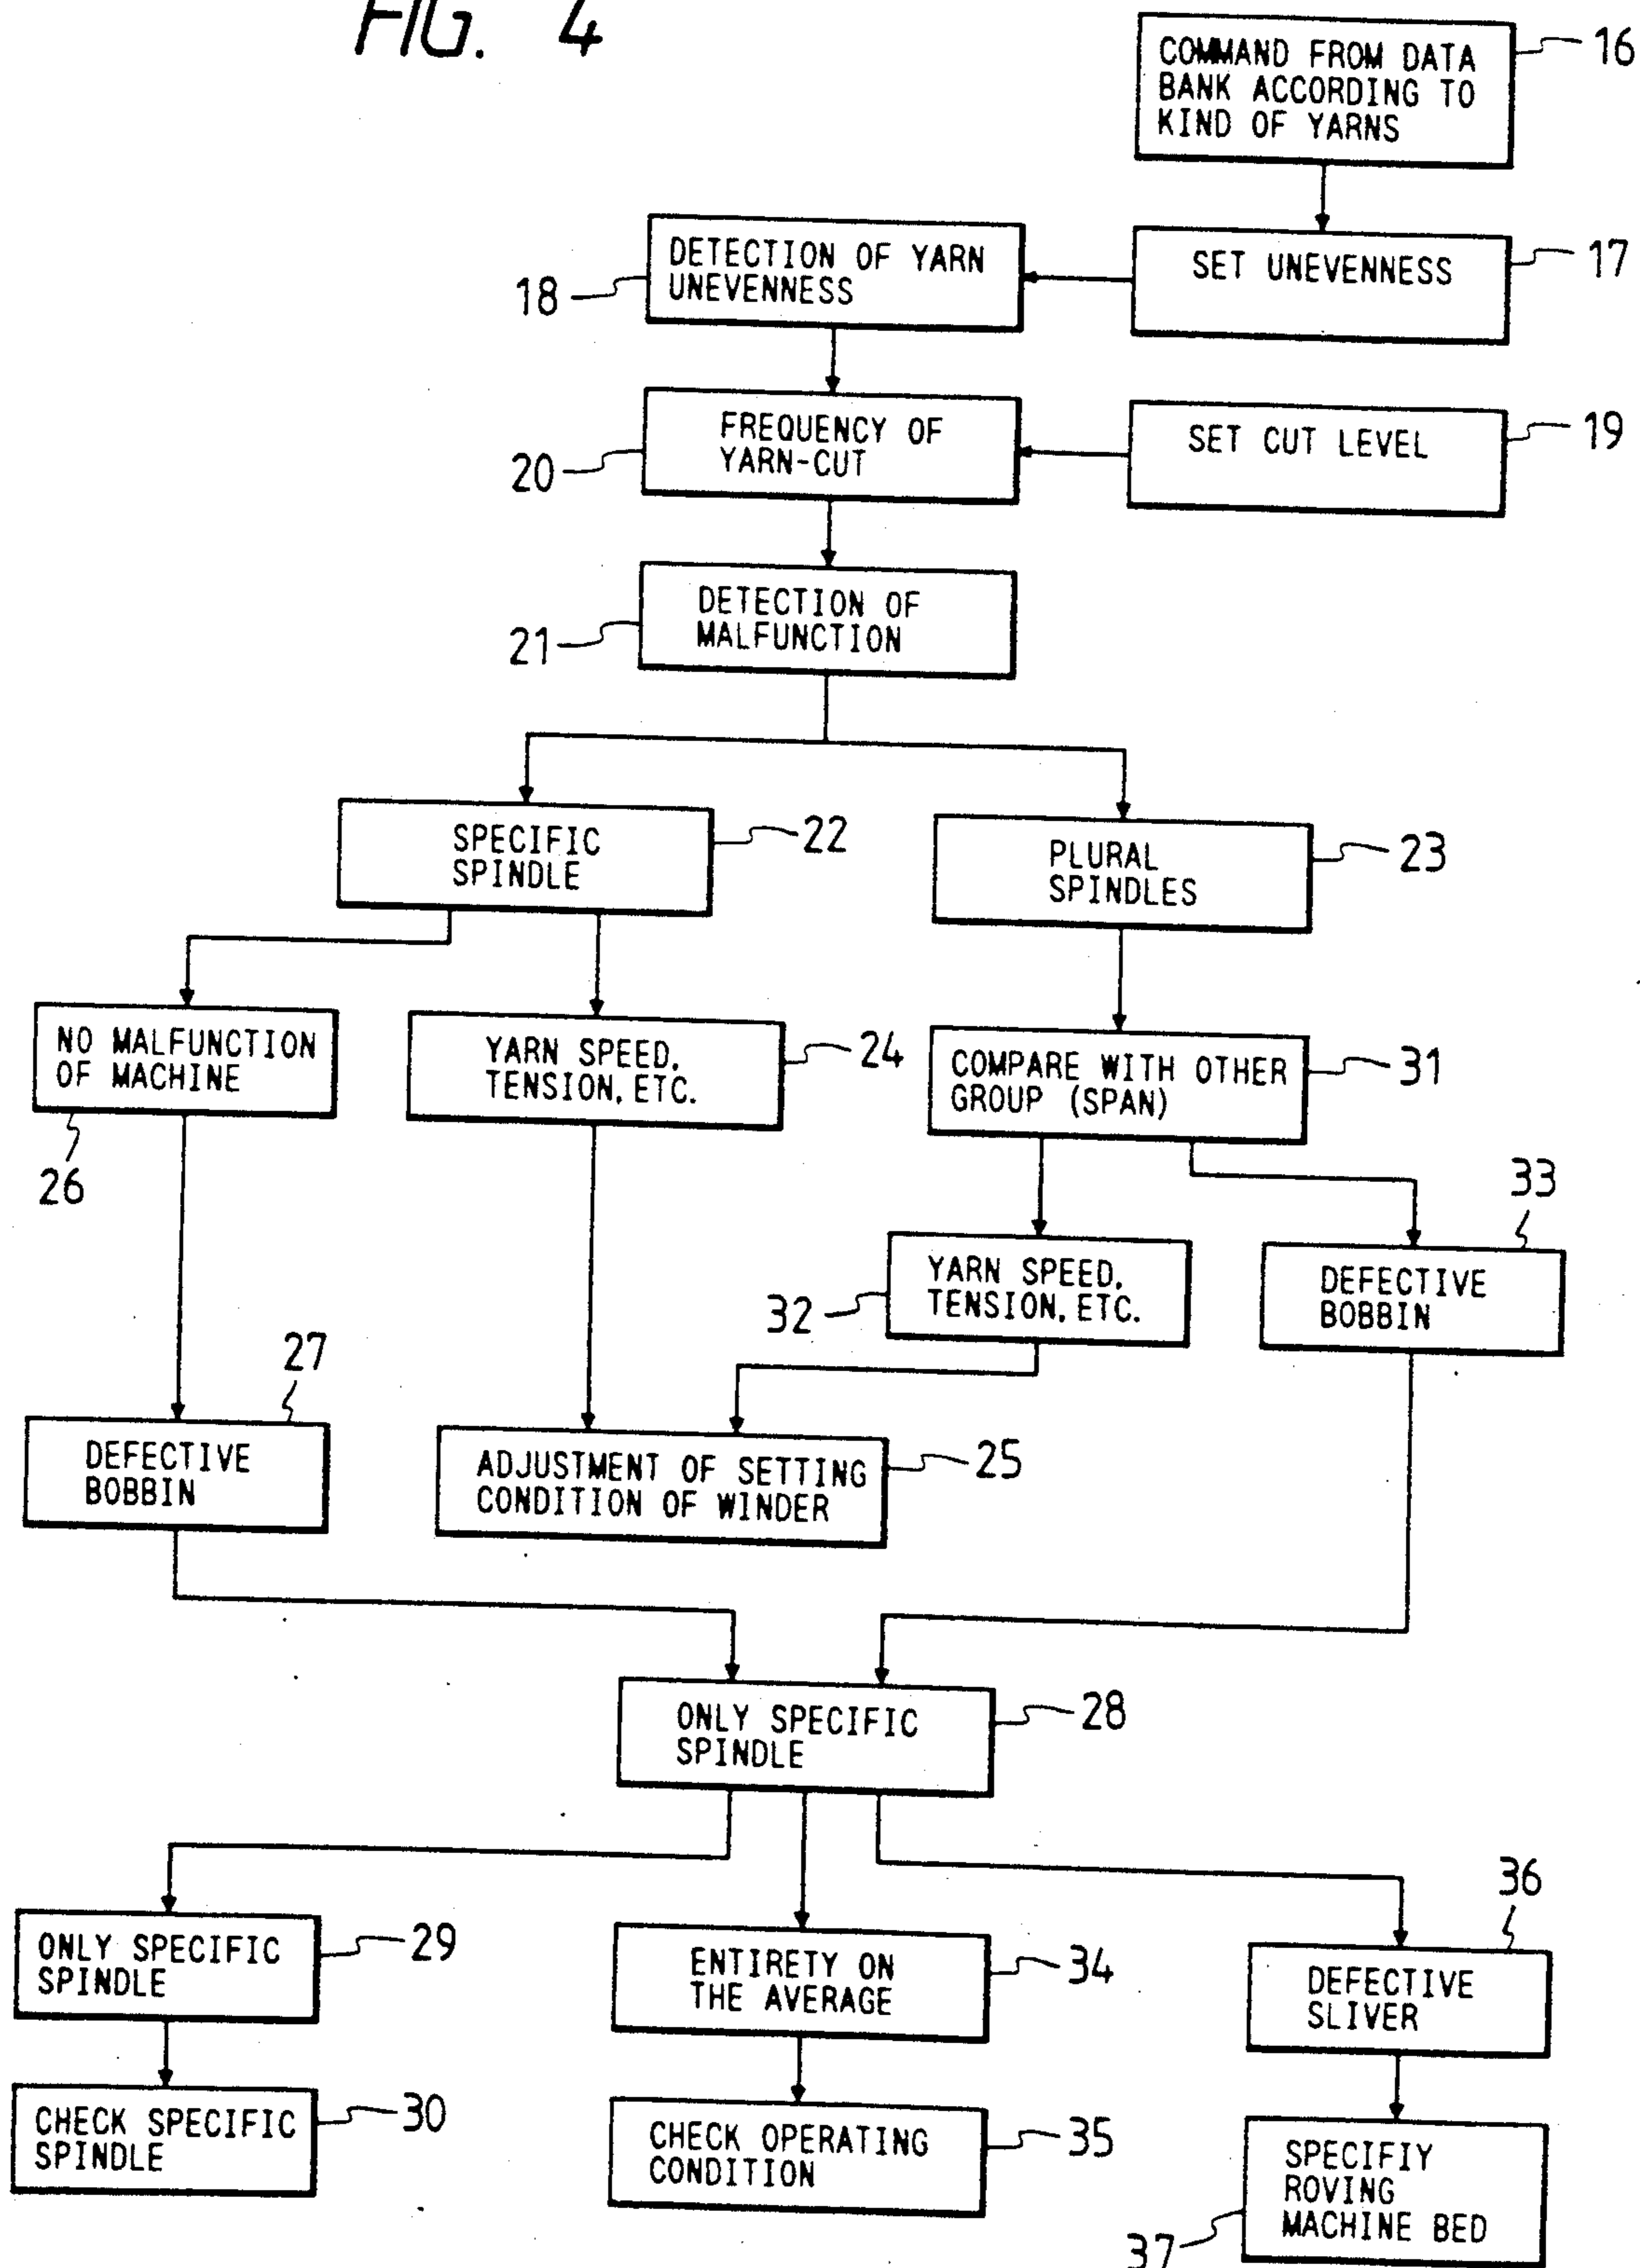 FIG. 4
COMMAND FROM DATA
BANK ACCORDING TO
KIND OF YARNS
16
DETECTION OF YARN
UNEVENNESS
18
SET UNEVENNESS
17
FREQUENCY OF
YARN-CUT
20
SET CUT LEVEL
19
DETECTION OF
MALFUNCTION
21
SPECIFIC
SPINDLE
22
PLURAL
SPINDLES
23
NO MALFUNCTION
OF MACHINE
26
YARN SPEED,
TENSION, ETC.
24
COMPARE WITH OTHER
GROUP (SPAN)
31
YARN SPEED,
TENSION, ETC.
32
DEFECTIVE
BOBBIN
33
DEFECTIVE
BOBBIN
27
ADJUSTMENT OF SETTING
CONDITION OF WINDER
25
ONLY SPECIFIC
SPINDLE
28
ONLY SPECIFIC
SPINDLE
29
ENTIRETY ON
THE AVERAGE
34
DEFECTIVE
SLIVER
36
CHECK SPECIFIC
SPINDLE
30
CHECK OPERATING
CONDITION
35
SPECIFIY
ROVING
MACHINE BED
37